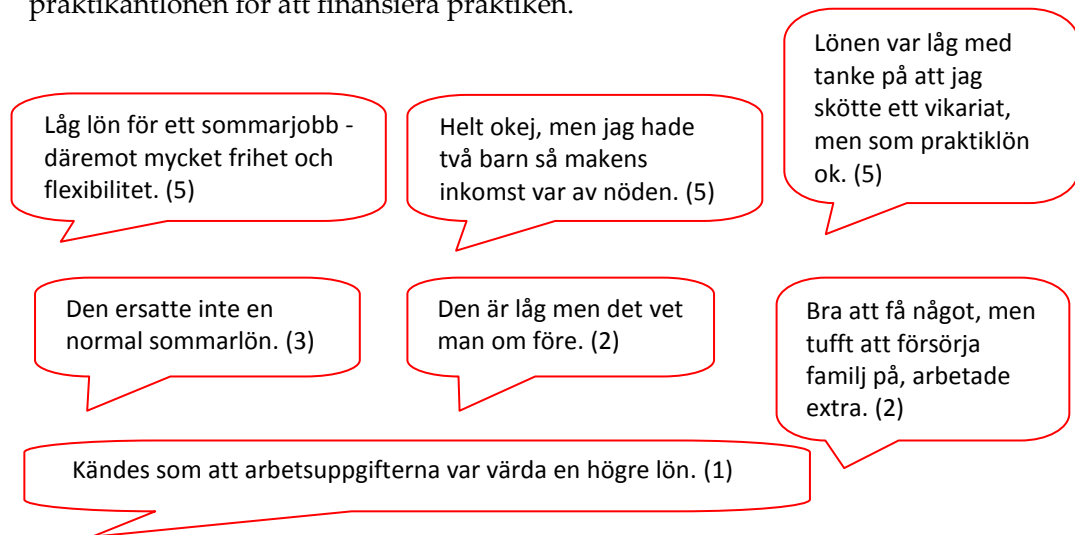 praktikantlönen för att finansiera praktiken.
Lönen var låg med
tanke på att jag
skötte ett vikariat,
men som praktiklön
ok. (5)
Låg lön för ett sommarjobb -
däremot mycket frihet och
flexibilitet. (5)
Helt okej, men jag hade
två barn så makens
inkomst var av nöden. (5)
Den ersatte inte en
normal sommarlön. (3)
Den är låg men det vet
man om före. (2)
Bra att få något, men
tufft att försörja
familj på, arbetade
extra. (2)
Kändes som att arbetsuppgifterna var värda en högre lön. (1)